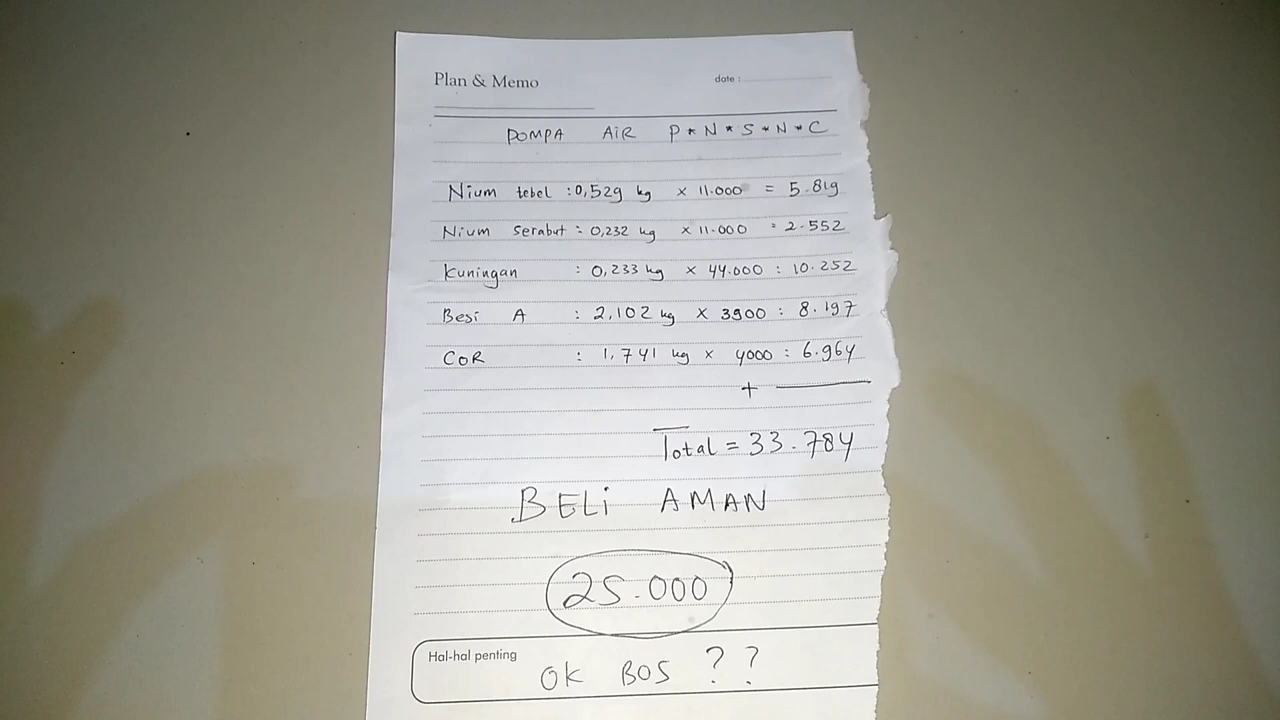 Plan & Memo
date :
POMPA AiR P*N*S*N*C
Nium tebel : 0,529 kg x 11.000 = 5.819
Nium serabut : 0,232 kg x 11.000 = 2.552
Kuningan : 0,233 kg x 44.000 : 10.252
Besi A : 2,102 kg x 3900 : 8.197
COR : 1,741 kg x 4000 : 6.964
+
Total = 33.784
BELi AMAN
25.000
Hal-hal penting
OK BOS ??